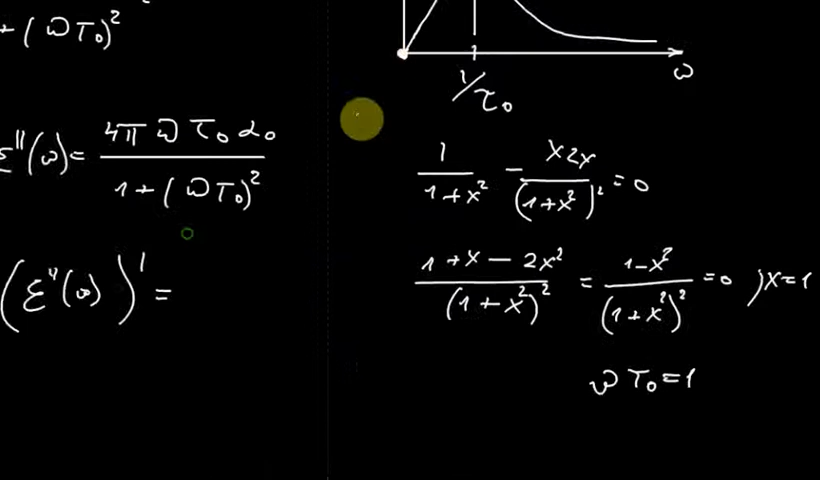 + (ωτ₀)²
ε''(ω) = 4π ω τ₀ α₀ / 1 + (ωτ₀)²
(ε''(ω))' =
ω
1/τ₀
1/(1+x²) - x2x/(1+x²)² = 0
(1+x-2x²)/(1+x²)² = (1-x²)/(1+x²)² = 0 ; x=1
ωτ₀=1